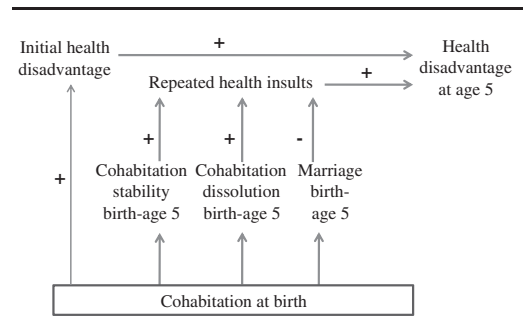 Initial health
disadvantage
+
Health
disadvantage
at age 5
Repeated health insults
+
+
+
-
+
Cohabitation
stability
birth-age 5
Cohabitation
dissolution
birth-age 5
Marriage
birth-
age 5
Cohabitation at birth